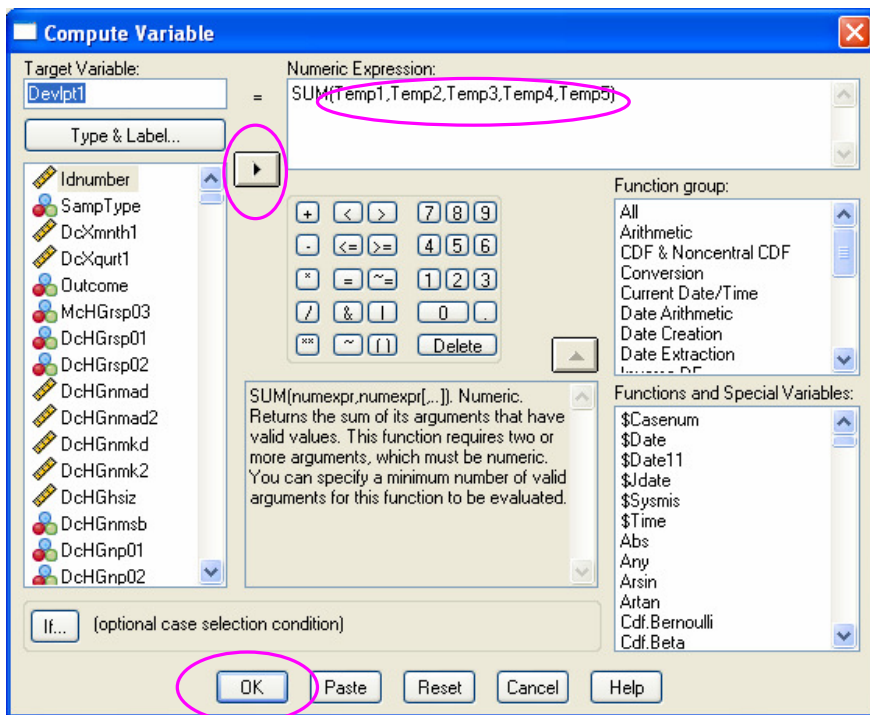 Compute Variable
Target Variable:
Devlpt1
=
Numeric Expression:
SUM(Temp1,Temp2,Temp3,Temp4,Temp5)
Type & Label...
Idnumber
SampType
DcXmnth1
DcXqurt1
Outcome
McHGrsp03
DcHGrsp01
DcHGrsp02
DcHGnmad
DcHGnmad2
DcHGnmkd
DcHGnmk2
DcHGhsiz
DcHGnmsb
DcHGnp01
DcHGnp02
+ < > 7 8 9
- <= >= 4 5 6
* = ~= 1 2 3
/ & | 0 .
** ~ () Delete
Function group:
All
Arithmetic
CDF & Noncentral CDF
Conversion
Current Date/Time
Date Arithmetic
Date Creation
Date Extraction
SUM(numexpr,numexpr[,..]). Numeric.
Returns the sum of its arguments that have
valid values. This function requires two or
more arguments, which must be numeric.
You can specify a minimum number of valid
arguments for this function to be evaluated.
Functions and Special Variables:
$Casenum
$Date
$Date11
$Jdate
$Sysmis
$Time
Abs
Any
Arsin
Artan
Cdf.Bernoulli
Cdf.Beta
If... (optional case selection condition)
OK Paste Reset Cancel Help